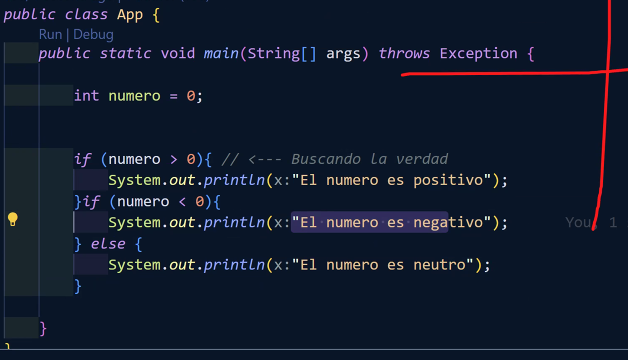 public class App {
Run | Debug
public static void main(String[] args) throws Exception {
int numero = 0;
if (numero > 0){ // <--- Buscando la verdad
System.out.println(x:"El numero es positivo");
}if (numero < 0){
System.out.println(x:"El numero es negativo"); You, 1
} else {
System.out.println(x:"El numero es neutro");
}
}
}